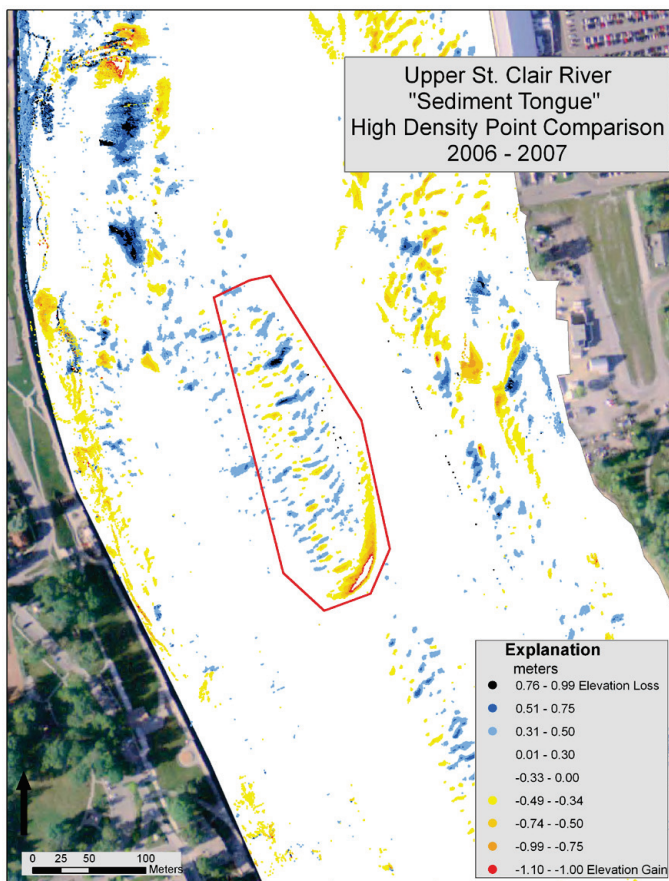 Upper St. Clair River
"Sediment Tongue"
High Density Point Comparison
2006 - 2007
Explanation
meters
0.76 - 0.99 Elevation Loss
0.51 - 0.75
0.31 - 0.50
0.01 - 0.30
-0.33 - 0.00
-0.49 - -0.34
-0.74 - -0.50
-0.99 - -0.75
-1.10 - -1.00 Elevation Gain
0 25 50 100
Meters